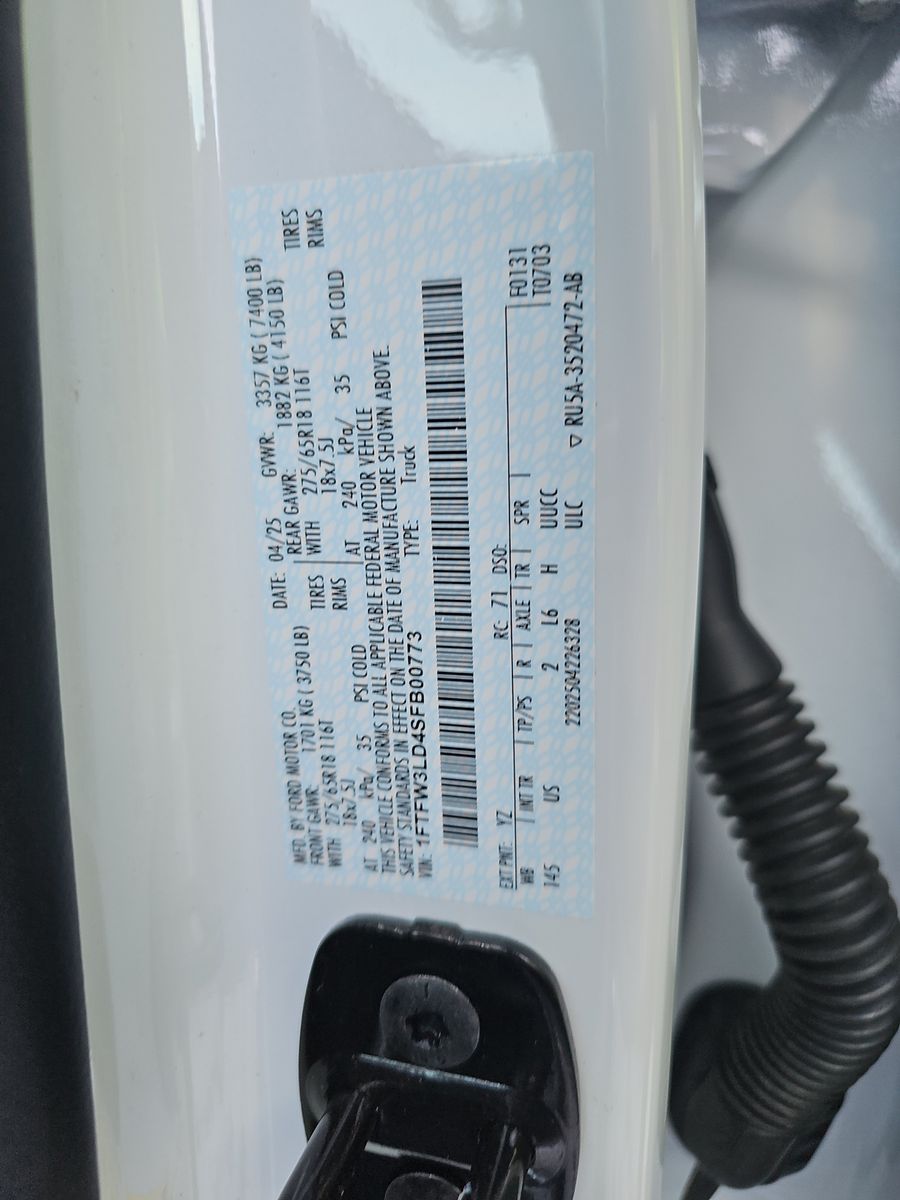 MFD. BY FORD MOTOR CO. DATE: 04/25 GVWR: 3357 KG ( 7400 LB)
FRONT GAWR: 1701 KG ( 3750 LB) REAR GAWR: 1882 KG ( 4150 LB)
WITH 275/65R18 116T TIRES WITH 275/65R18 116T TIRES
18x7.5J RIMS 18x7.5J RIMS
AT 240 kPa/ 35 PSI COLD AT 240 kPa/ 35 PSI COLD
THIS VEHICLE CONFORMS TO ALL APPLICABLE FEDERAL MOTOR VEHICLE
SAFETY STANDARDS IN EFFECT ON THE DATE OF MANUFACTURE SHOWN ABOVE.
VIN: 1FTFW3LD4SFB00773 TYPE: Truck
EXT PNT: YZ RC: 71 DSO: F0131
WB INT TR TP/PS R AXLE TR SPR T0703
145 US 2 L6 H UUCC
2202504226328 ULC ▽ RU5A-3520472-AB